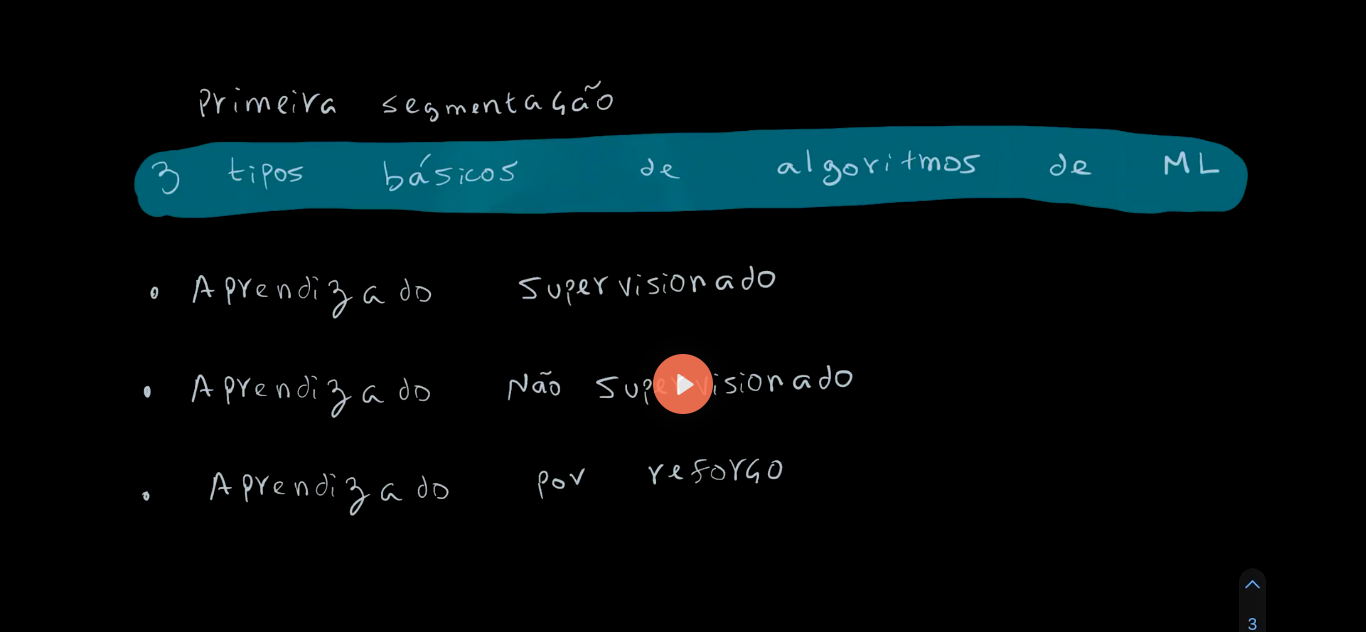 Primeira segmentação
3 tipos básicos de algoritmos de ML
• Aprendizado Supervisionado
• Aprendizado Não Supervisionado
• Aprendizado por reforço
3